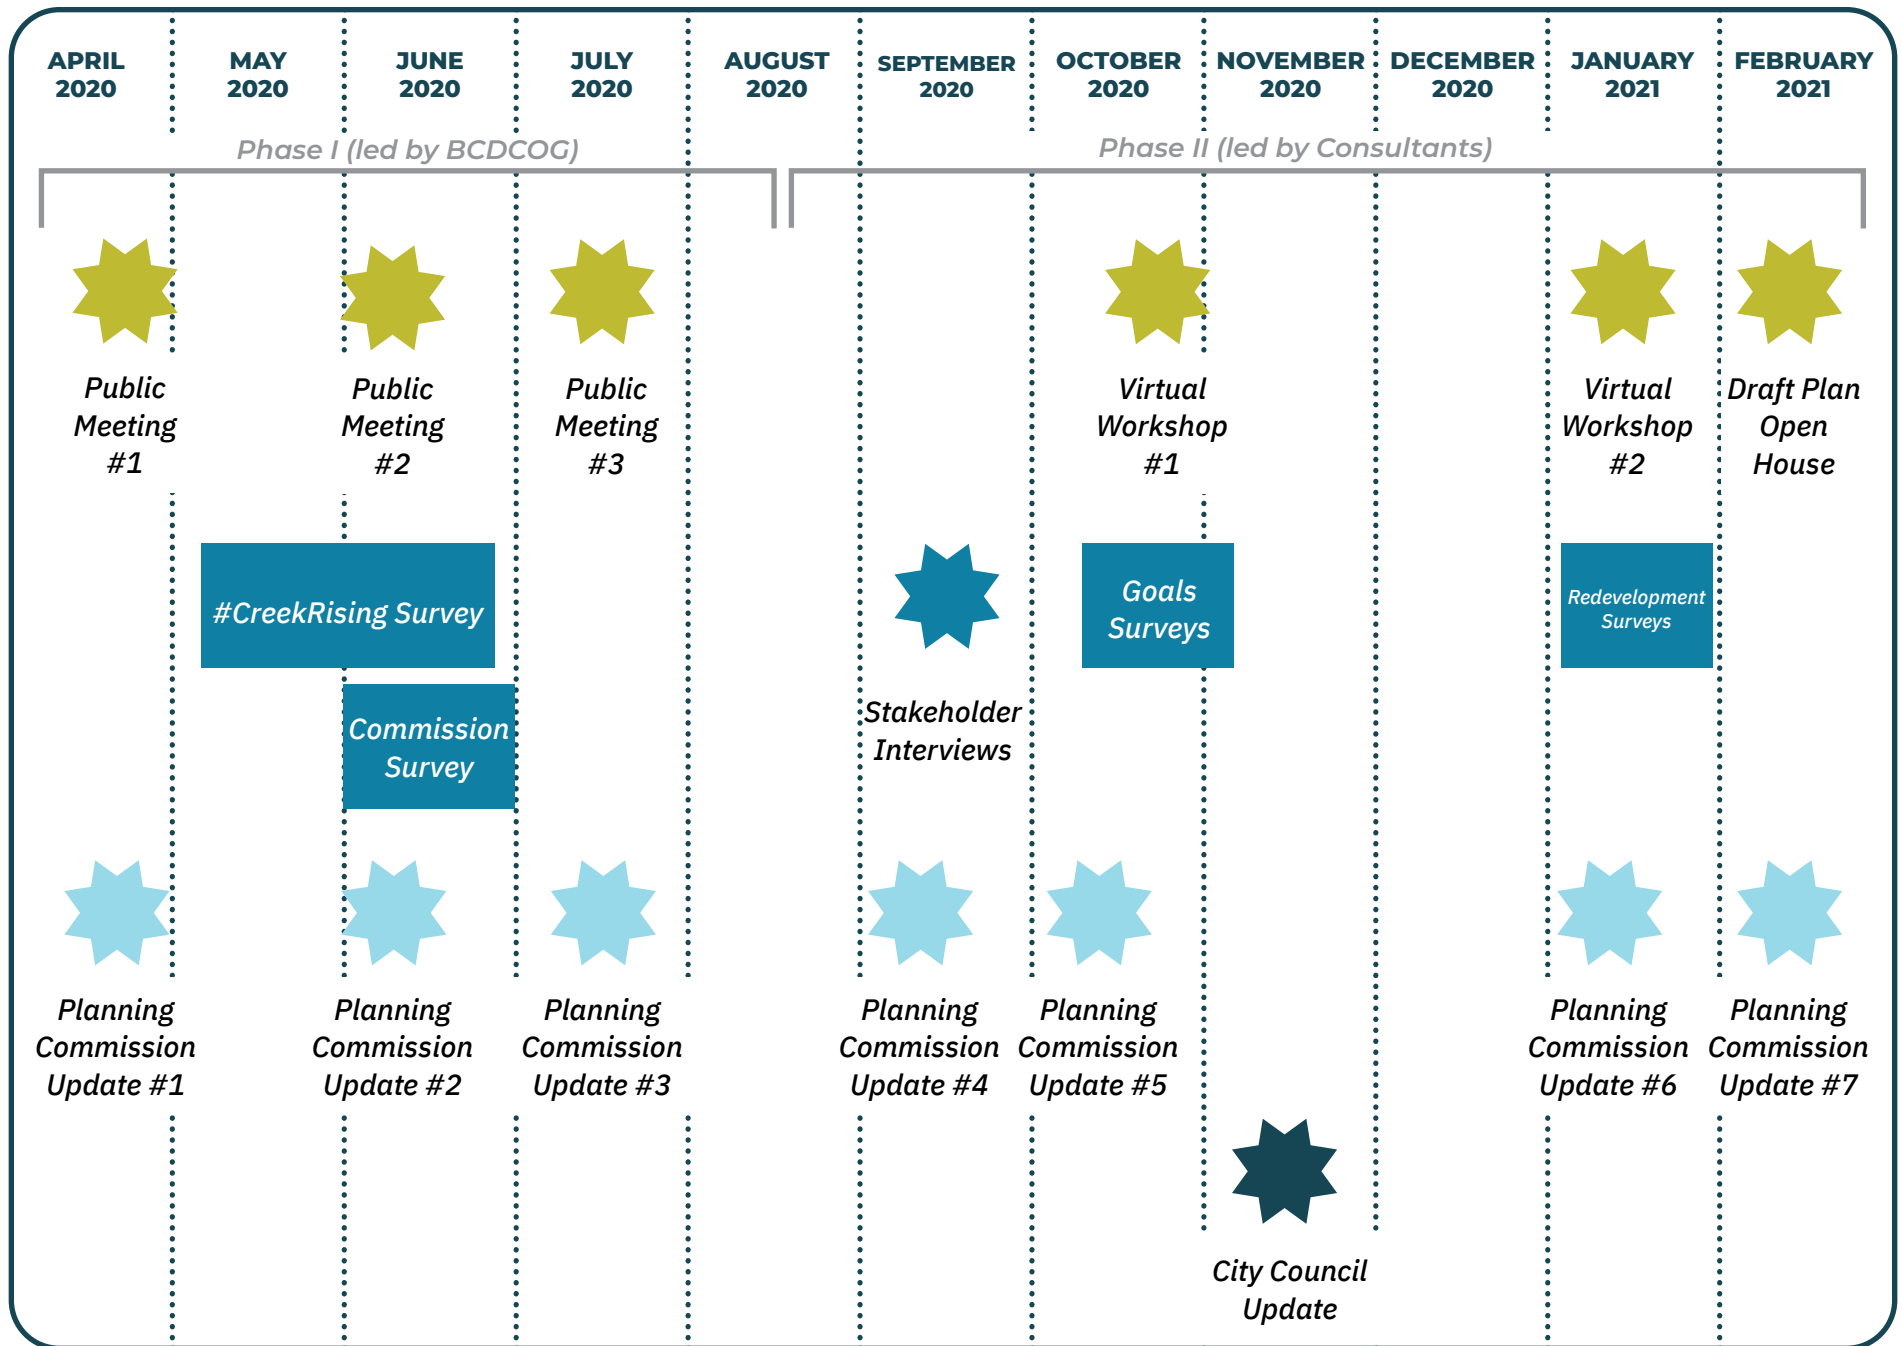 APRIL
2020
MAY
2020
JUNE
2020
JULY
2020
AUGUST
2020
SEPTEMBER
2020
OCTOBER
2020
NOVEMBER
2020
DECEMBER
2020
JANUARY
2021
FEBRUARY
2021
Phase I (led by BCDCOG)
Phase II (led by Consultants)
Public
Meeting
#1
Public
Meeting
#2
Public
Meeting
#3
Virtual
Workshop
#1
Virtual
Workshop
#2
Draft Plan
Open
House
#CreekRising Survey
Commission
Survey
Stakeholder
Interviews
Goals
Surveys
Redevelopment
Surveys
Planning
Commission
Update #1
Planning
Commission
Update #2
Planning
Commission
Update #3
Planning
Commission
Update #4
Planning
Commission
Update #5
Planning
Commission
Update #6
Planning
Commission
Update #7
City Council
Update